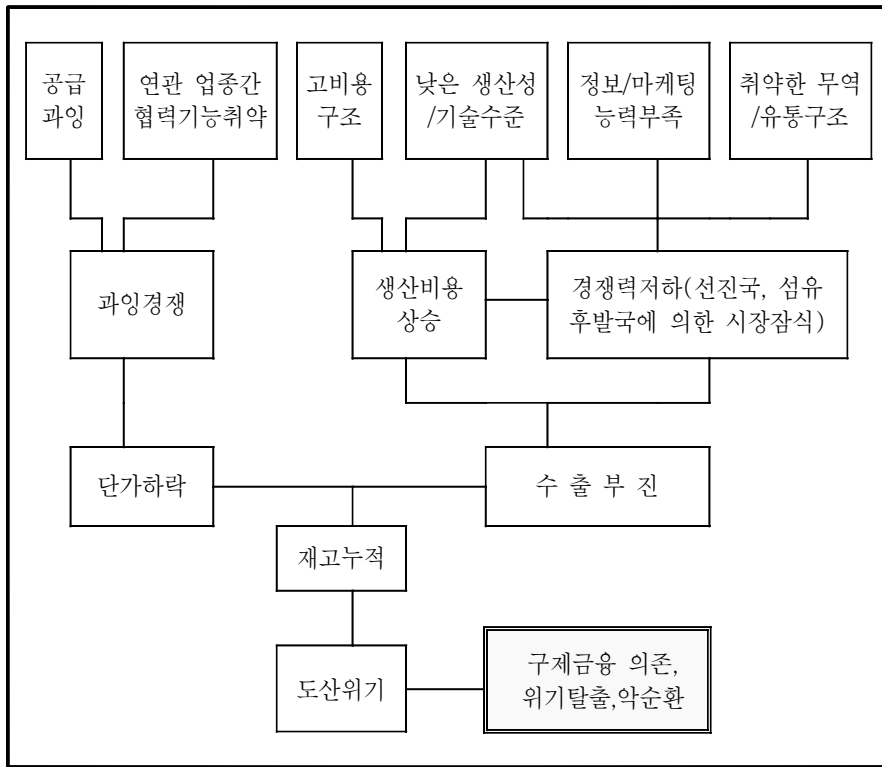 공급
과잉
연관 업종간
협력기능취약
고비용
구조
낮은 생산성
/기술수준
정보/마케팅
능력부족
취약한 무역
/유통구조
과잉경쟁
생산비용
상승
경쟁력저하(선진국, 섬유
후발국에 의한 시장잠식)
단가하락
수 출 부 진
재고누적
도산위기
구제금융 의존,
위기탈출,악순환